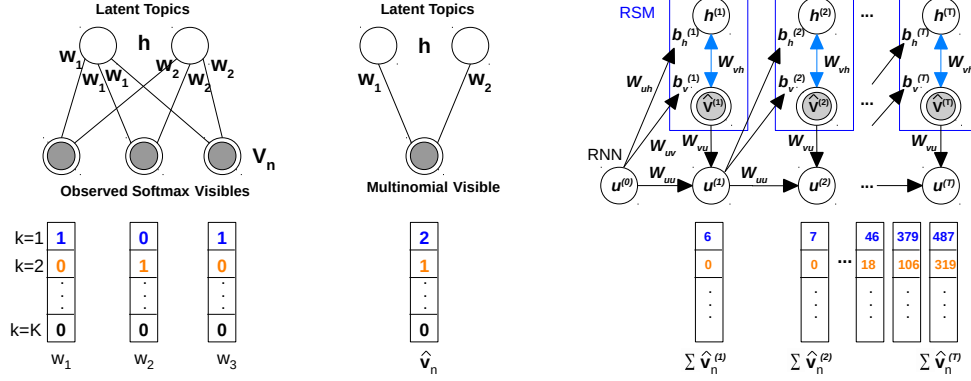 Latent Topics
h
w1 w1 w1 w2 w2 w2
Vn
Observed Softmax Visibles
k=1 1 0 1
k=2 0 1 0
k=K 0 0 0
w1 w2 w3
Latent Topics
h
w1 w2
Multinomial Visible
2
1
0
v̂n
RSM
h(1) h(2) ... h(T)
bh(1) bh(2) bh(T)
Wvh Wvh Wvh
Wuh
bv(1) bv(2) bv(T)
v̂(1) v̂(2) ... v̂(T)
RNN
Wuv Wvu Wvu Wvu
u(0) Wuu u(1) Wuu u(2) ... u(T)
6 7 46 379 487
0 0 ... 18 106 319
∑ v̂n(1) ∑ v̂n(2) ∑ v̂n(T)